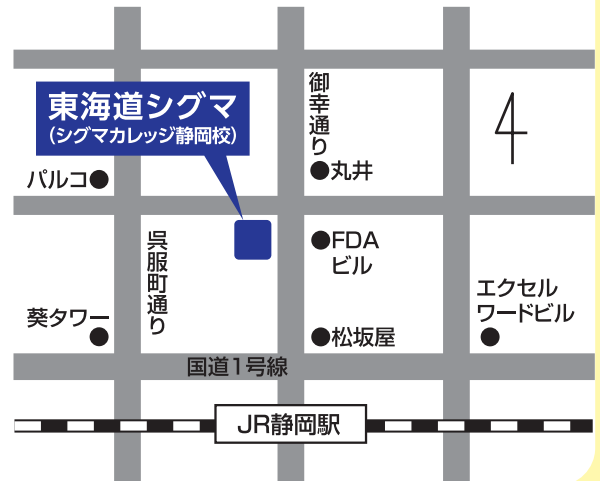 東海道シグマ
（シグマカレッジ静岡校）
御幸通り
丸井
パルコ
呉服町通り
FDA
ビル
エクセル
ワードビル
葵タワー
松坂屋
国道1号線
JR静岡駅